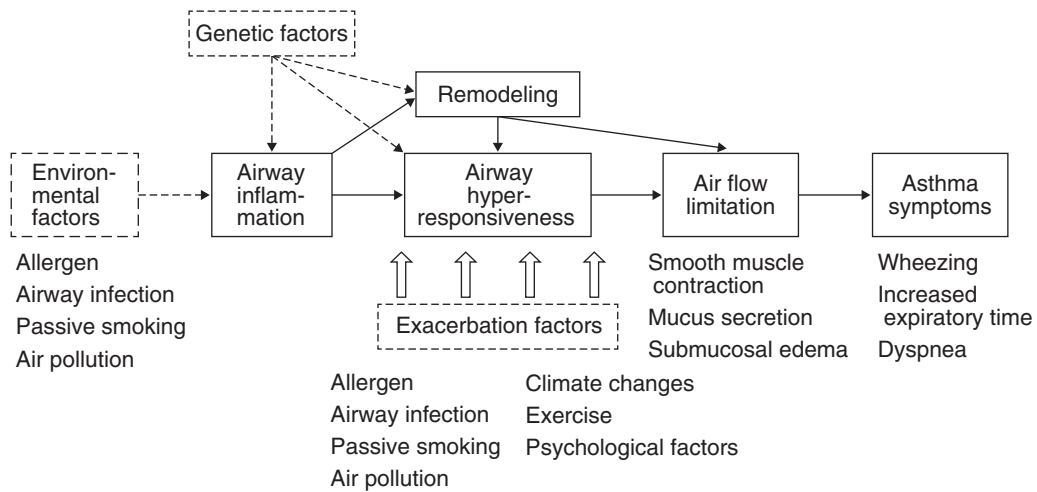 Genetic factors
Remodeling
Environ-
mental
factors
Airway
inflam-
mation
Airway
hyper-
responsiveness
Air flow
limitation
Asthma
symptoms
Allergen
Airway infection
Passive smoking
Air pollution
Exacerbation factors
Allergen
Airway infection
Passive smoking
Air pollution
Climate changes
Exercise
Psychological factors
Smooth muscle
contraction
Mucus secretion
Submucosal edema
Wheezing
Increased
expiratory time
Dyspnea